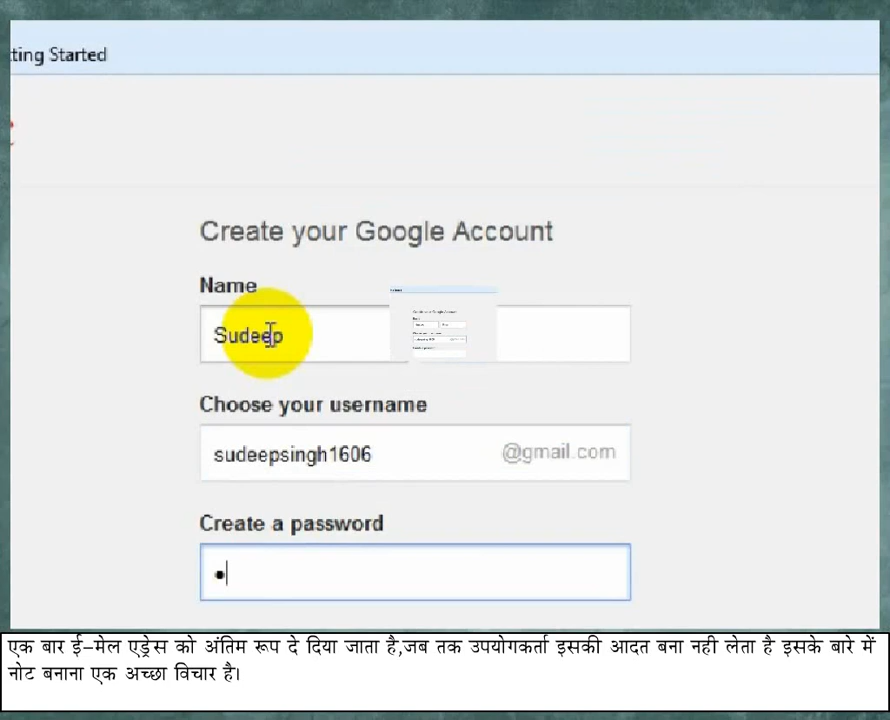 ting Started
Create your Google Account
Name
Sudeep
Choose your username
sudeepsingh1606 @gmail.com
Create a password
एक बार ई-मेल एड्रेस को अंतिम रूप दे दिया जाता है,जब तक उपयोगकर्ता इसकी आदत बना नही लेता है इसके बारे में
नोट बनाना एक अच्छा विचार है।